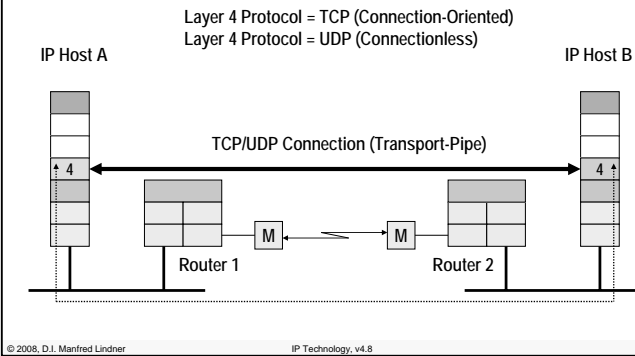 Layer 4 Protocol = TCP (Connection-Oriented)
Layer 4 Protocol = UDP (Connectionless)
IP Host A
IP Host B
TCP/UDP Connection (Transport-Pipe)
4
4
M
M
Router 1
Router 2
© 2008, D.I. Manfred Lindner
IP Technology, v4.8